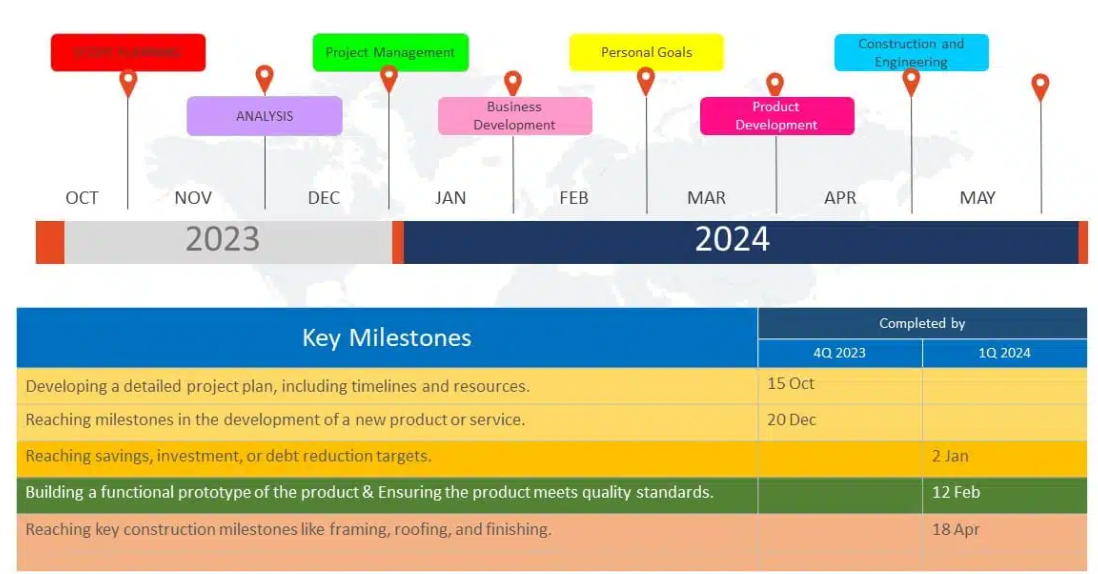 Project Management
Personal Goals
Construction and
Engineering
ANALYSIS
Business
Development
Product
Development
OCT
NOV
DEC
JAN
FEB
MAR
APR
MAY
2023
2024
Key Milestones
Completed by
4Q 2023
1Q 2024
Developing a detailed project plan, including timelines and resources.
15 Oct
Reaching milestones in the development of a new product or service.
20 Dec
Reaching savings, investment, or debt reduction targets.
2 Jan
Building a functional prototype of the product & Ensuring the product meets quality standards.
12 Feb
Reaching key construction milestones like framing, roofing, and finishing.
18 Apr